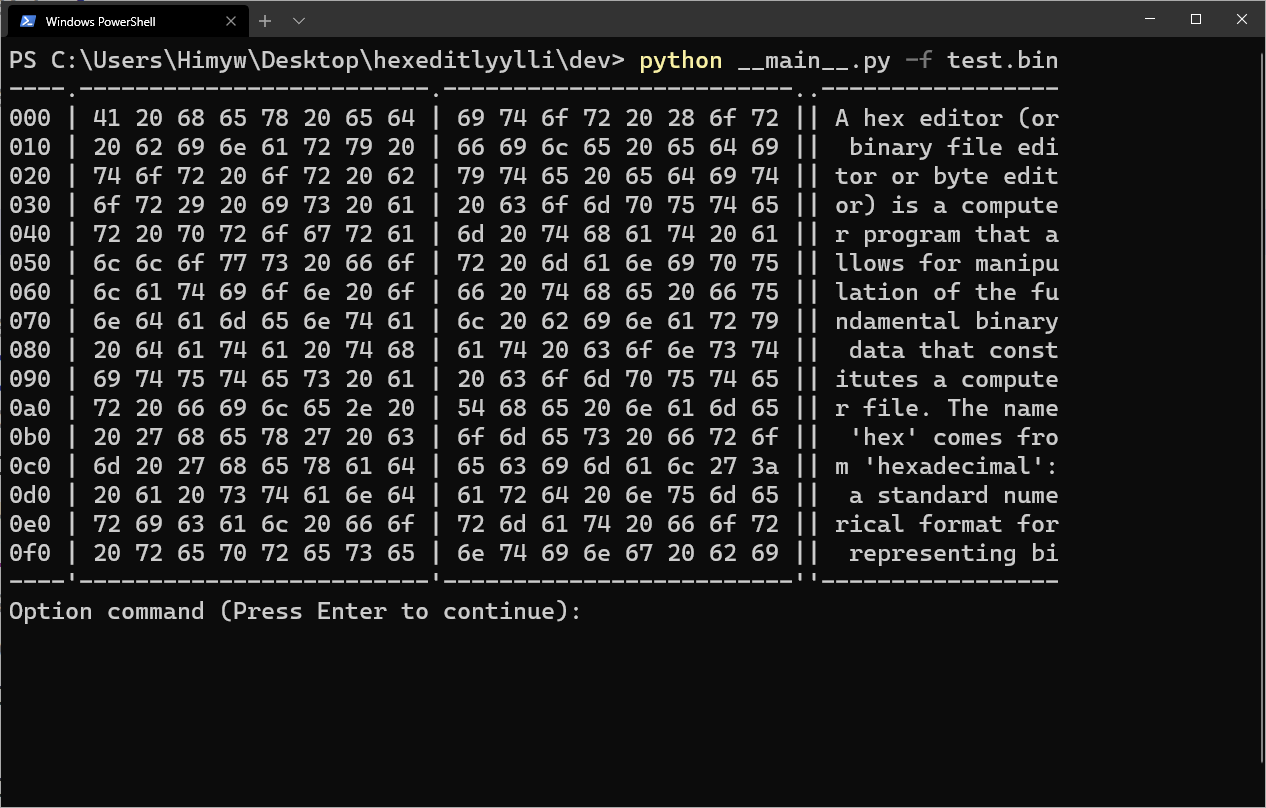 Windows PowerShell
PS C:\Users\Himyw\Desktop\hexeditlyylli\dev> python __main__.py -f test.bin
----.-------------------------.-------------------------..-----------------
000 | 41 20 68 65 78 20 65 64 | 69 74 6f 72 20 28 6f 72 || A hex editor (or
010 | 20 62 69 6e 61 72 79 20 | 66 69 6c 65 20 65 64 69 ||  binary file edi
020 | 74 6f 72 20 6f 72 20 62 | 79 74 65 20 65 64 69 74 || tor or byte edit
030 | 6f 72 29 20 69 73 20 61 | 20 63 6f 6d 70 75 74 65 || or) is a compute
040 | 72 20 70 72 6f 67 72 61 | 6d 20 74 68 61 74 20 61 || r program that a
050 | 6c 6c 6f 77 73 20 66 6f | 72 20 6d 61 6e 69 70 75 || llows for manipu
060 | 6c 61 74 69 6f 6e 20 6f | 66 20 74 68 65 20 66 75 || lation of the fu
070 | 6e 64 61 6d 65 6e 74 61 | 6c 20 62 69 6e 61 72 79 || ndamental binary
080 | 20 64 61 74 61 20 74 68 | 61 74 20 63 6f 6e 73 74 ||  data that const
090 | 69 74 75 74 65 73 20 61 | 20 63 6f 6d 70 75 74 65 || itutes a compute
0a0 | 72 20 66 69 6c 65 2e 20 | 54 68 65 20 6e 61 6d 65 || r file. The name
0b0 | 20 27 68 65 78 27 20 63 | 6f 6d 65 73 20 66 72 6f ||  'hex' comes fro
0c0 | 6d 20 27 68 65 78 61 64 | 65 63 69 6d 61 6c 27 3a || m 'hexadecimal':
0d0 | 20 61 20 73 74 61 6e 64 | 61 72 64 20 6e 75 6d 65 ||  a standard nume
0e0 | 72 69 63 61 6c 20 66 6f | 72 6d 61 74 20 66 6f 72 || rical format for
0f0 | 20 72 65 70 72 65 73 65 | 6e 74 69 6e 67 20 62 69 ||  representing bi
----'-------------------------'-------------------------''-----------------
Option command (Press Enter to continue):